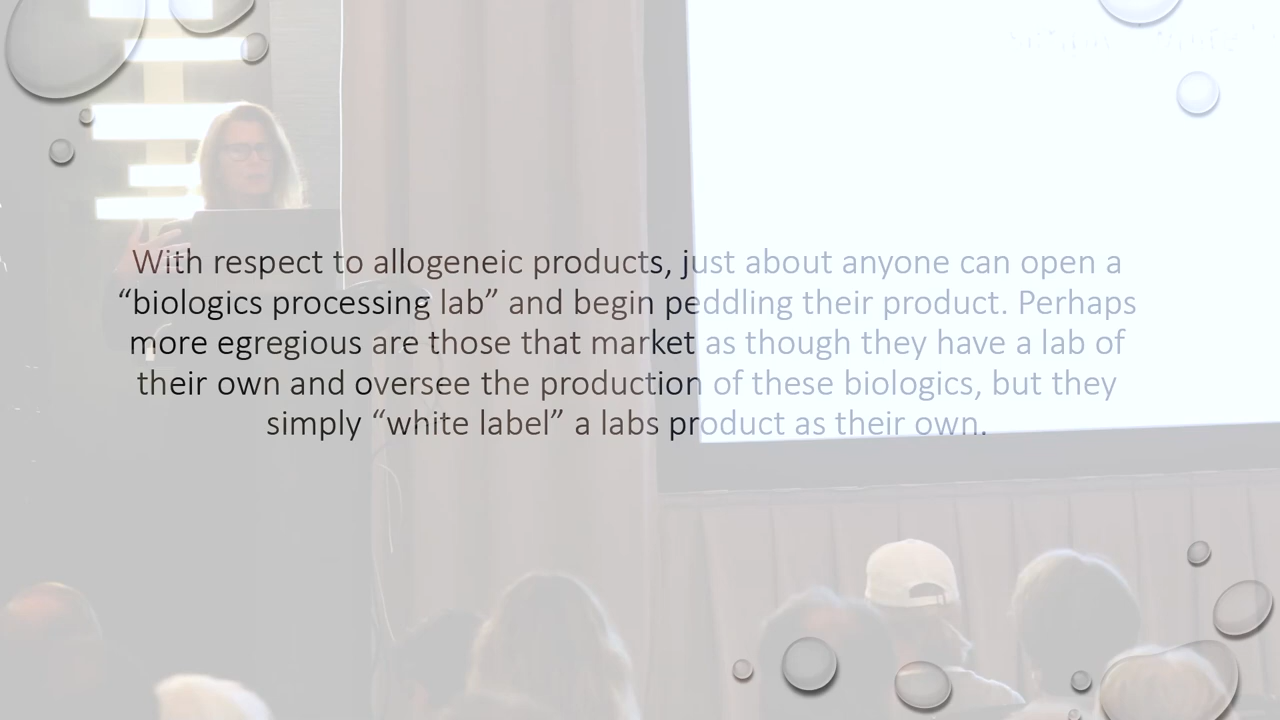 With respect to allogeneic products, just about anyone can open a
“biologics processing lab” and begin peddling their product. Perhaps
more egregious are those that market as though they have a lab of
their own and oversee the production of these biologics, but they
simply “white label” a labs product as their own.